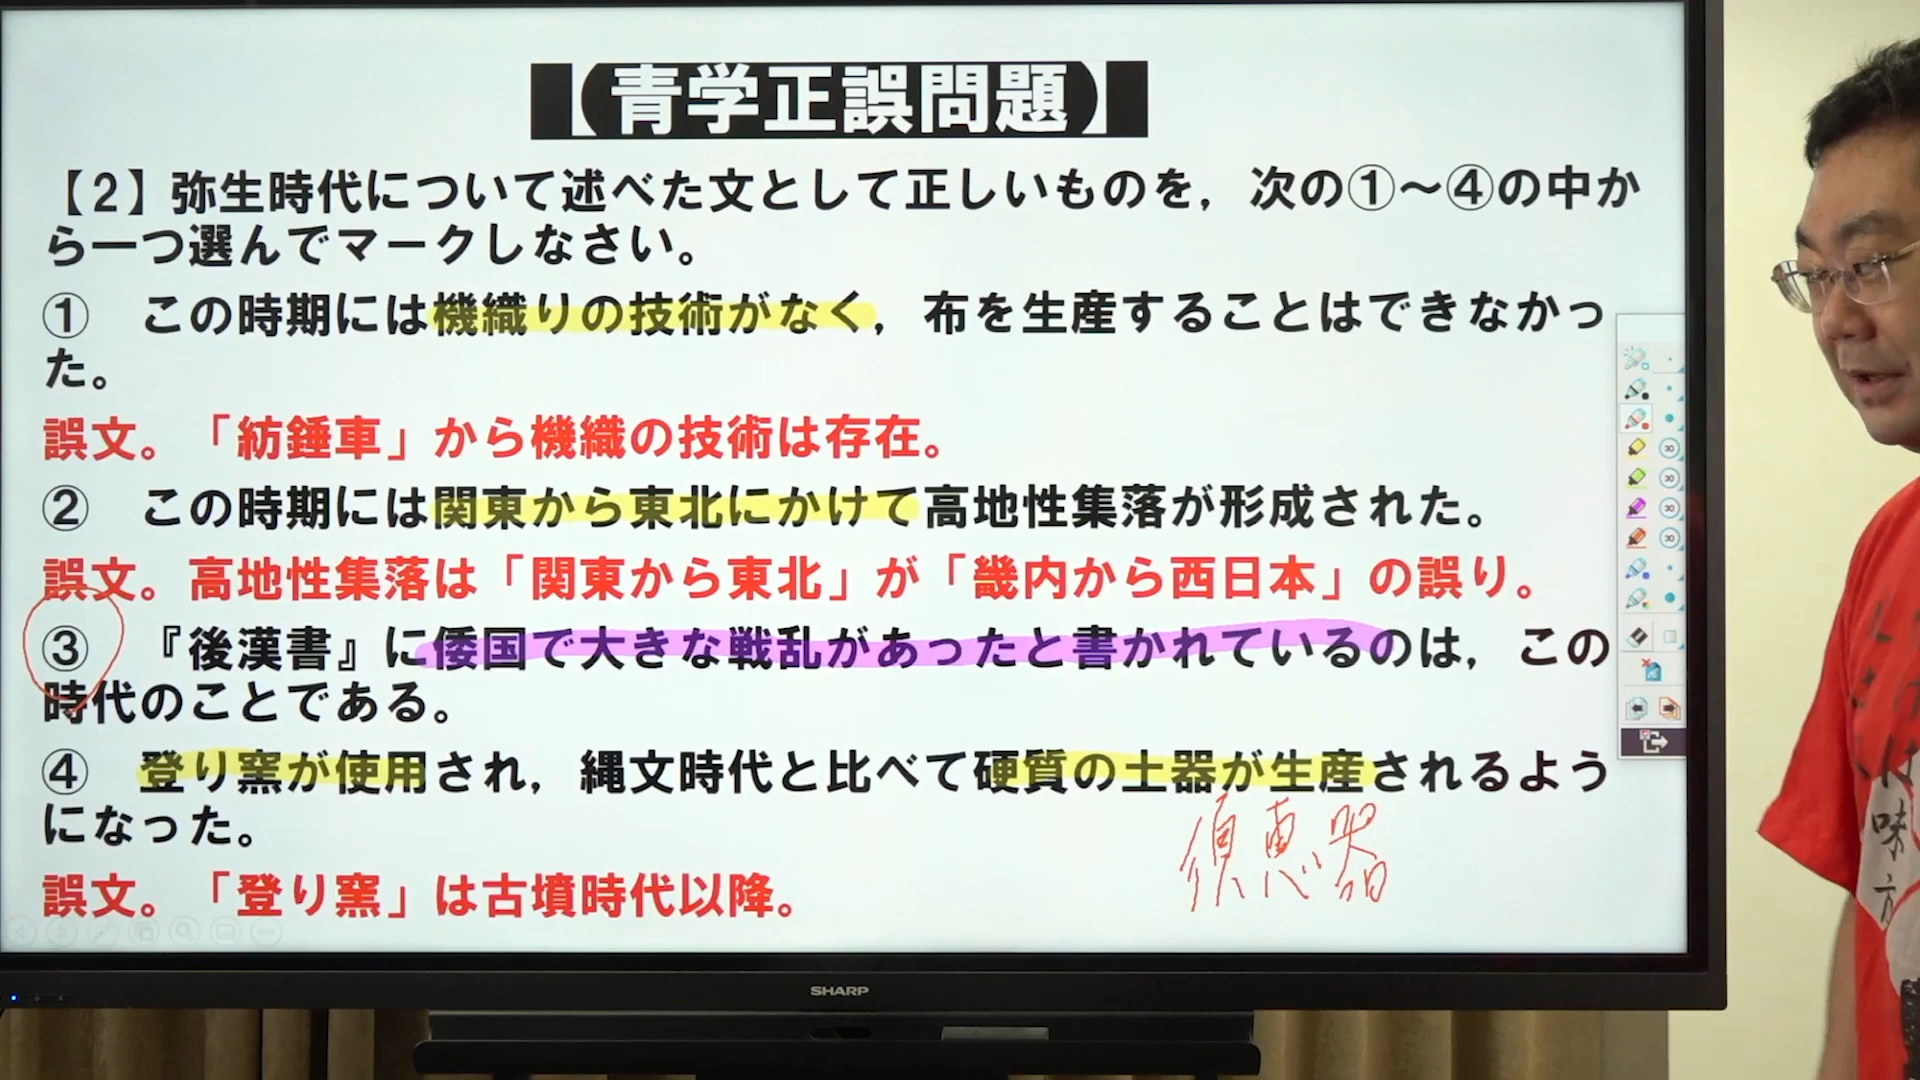 【(青学正誤問題)】
【2】弥生時代について述べた文として正しいものを，次の①～④の中か
ら一つ選んでマークしなさい。
① この時期には機織りの技術がなく，布を生産することはできなかっ
た。
誤文。「紡錘車」から機織の技術は存在。
② この時期には関東から東北にかけて高地性集落が形成された。
誤文。高地性集落は「関東から東北」が「畿内から西日本」の誤り。
③ 『後漢書』に倭国で大きな戦乱があったと書かれているのは，この
時代のことである。
④ 登り窯が使用され，縄文時代と比べて硬質の土器が生産されるよう
になった。
須恵器
誤文。「登り窯」は古墳時代以降。
30
30
30
30
SHARP
は味方